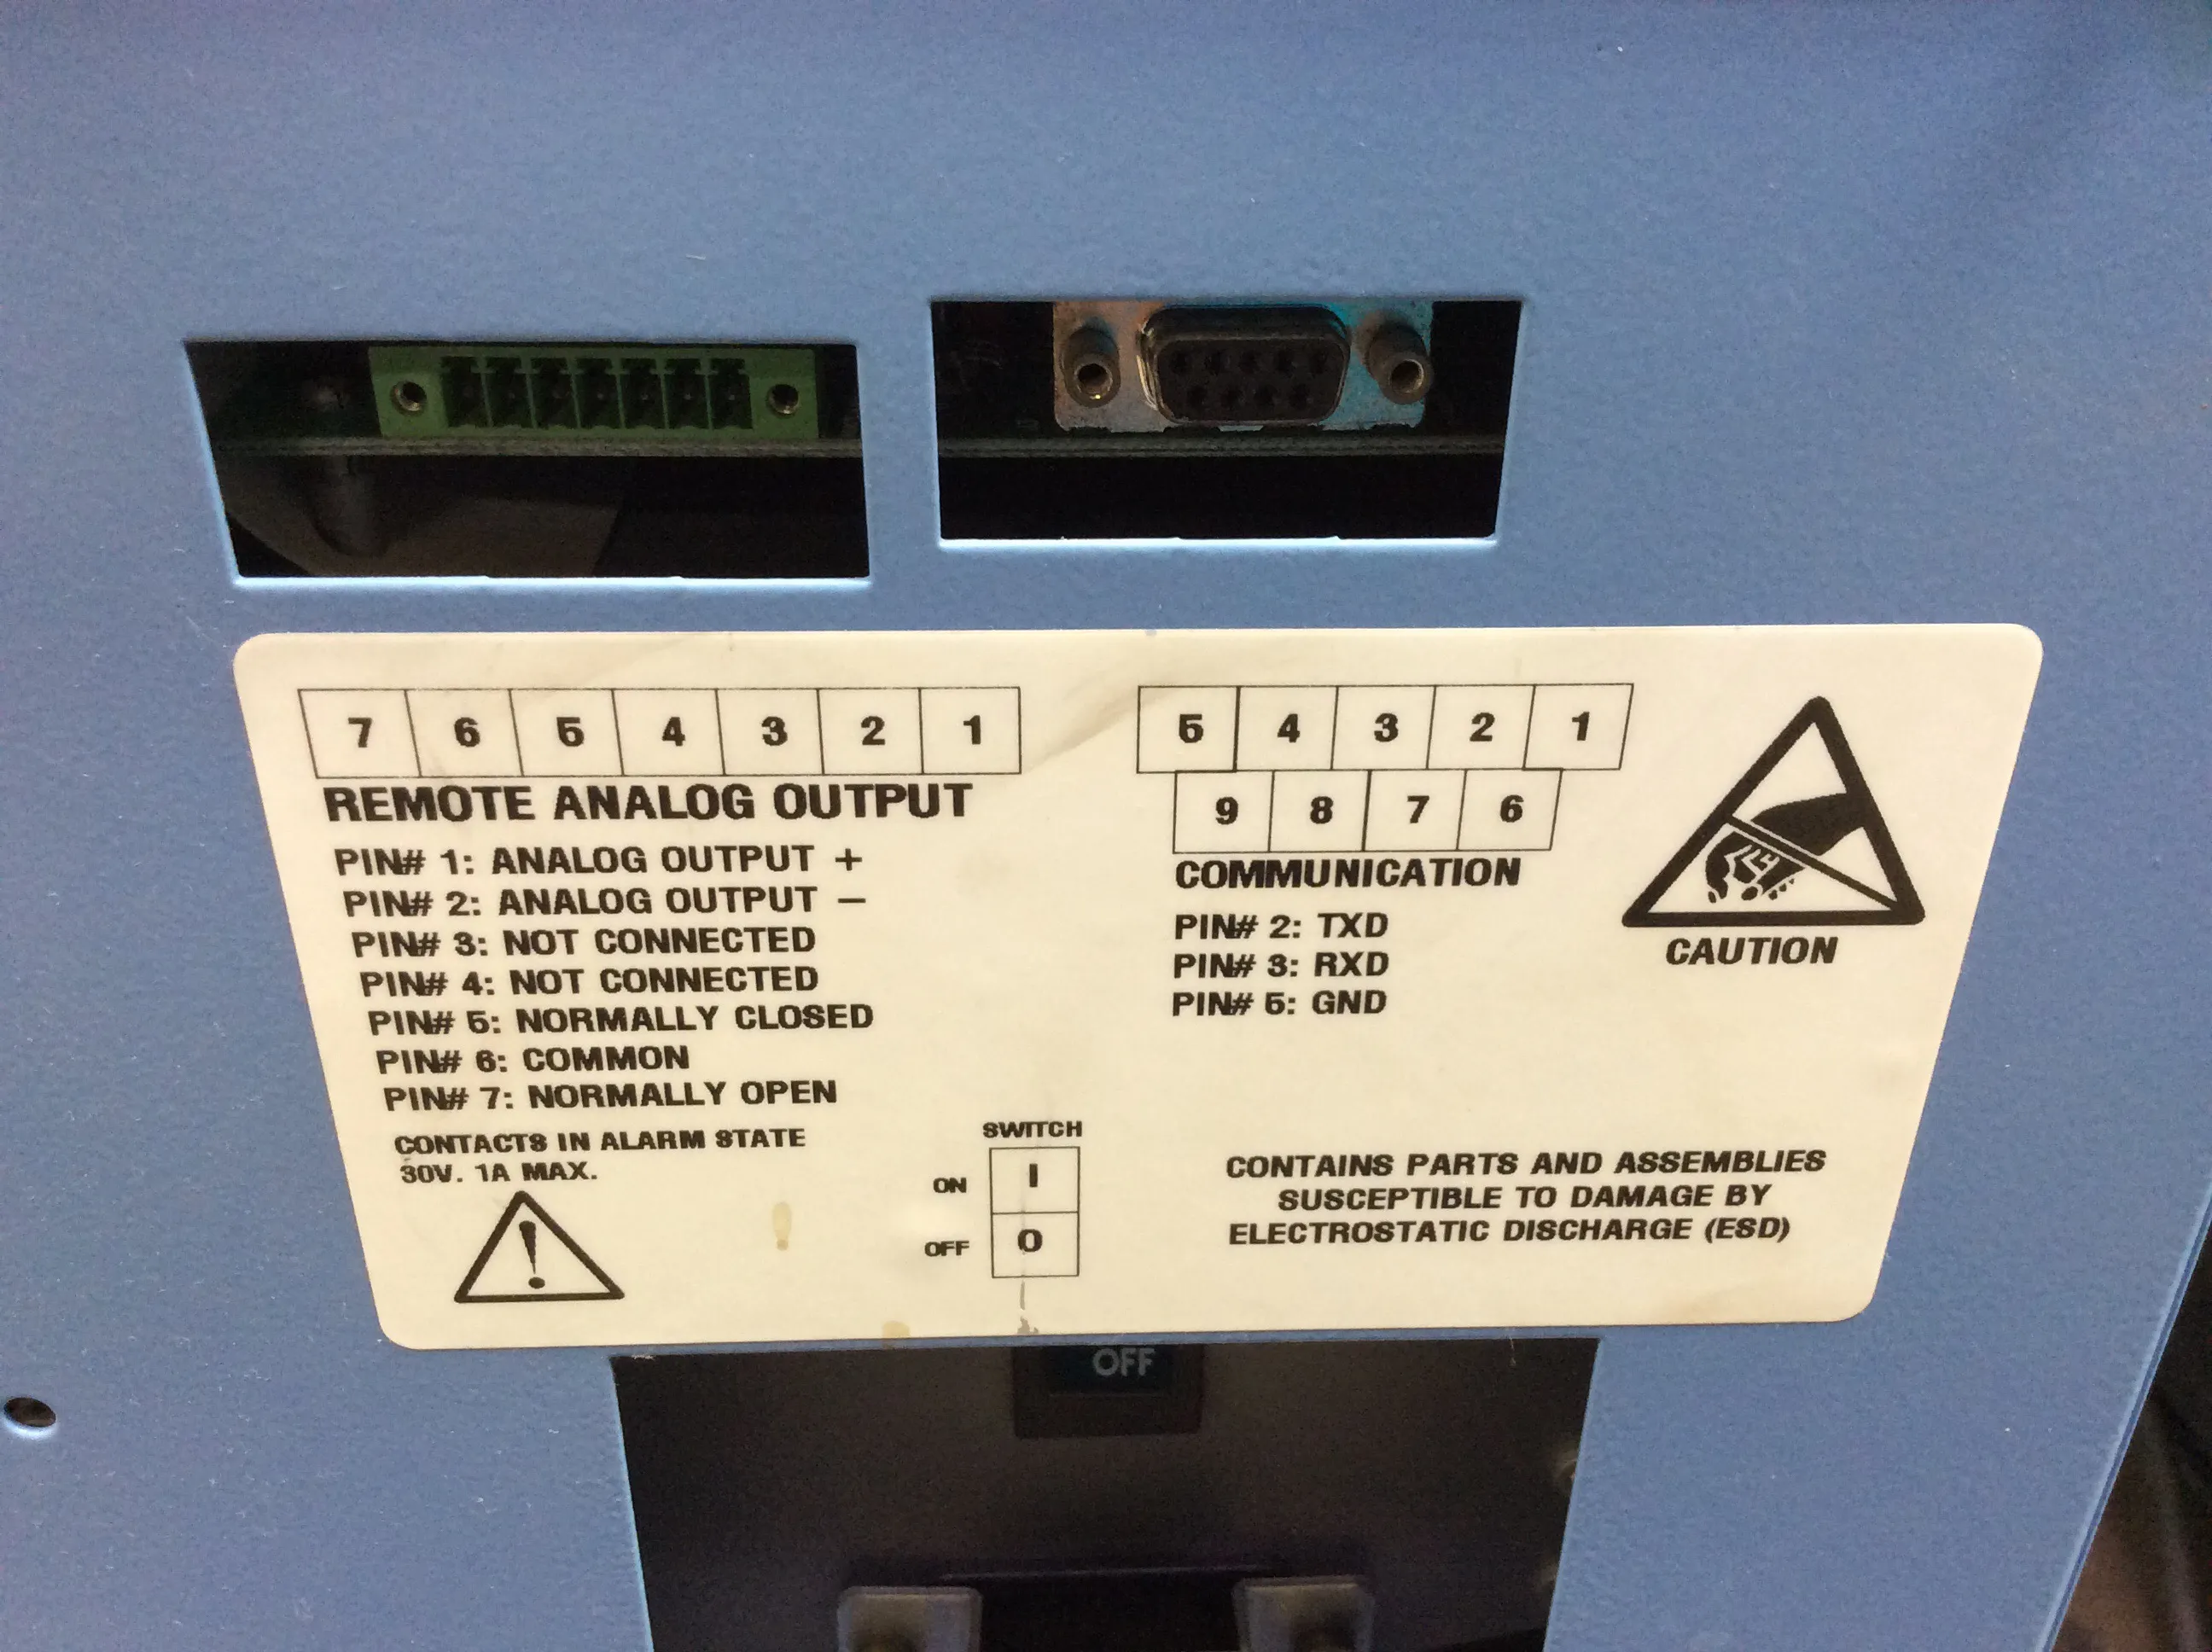 7 6 5 4 3 2 1
REMOTE ANALOG OUTPUT
PIN# 1: ANALOG OUTPUT +
PIN# 2: ANALOG OUTPUT –
PIN# 3: NOT CONNECTED
PIN# 4: NOT CONNECTED
PIN# 5: NORMALLY CLOSED
PIN# 6: COMMON
PIN# 7: NORMALLY OPEN
CONTACTS IN ALARM STATE
30V. 1A MAX.
!
SWITCH
ON I
OFF O
5 4 3 2 1
9 8 7 6
COMMUNICATION
PIN# 2: TXD
PIN# 3: RXD
PIN# 5: GND
CAUTION
CONTAINS PARTS AND ASSEMBLIES
SUSCEPTIBLE TO DAMAGE BY
ELECTROSTATIC DISCHARGE (ESD)
OFF